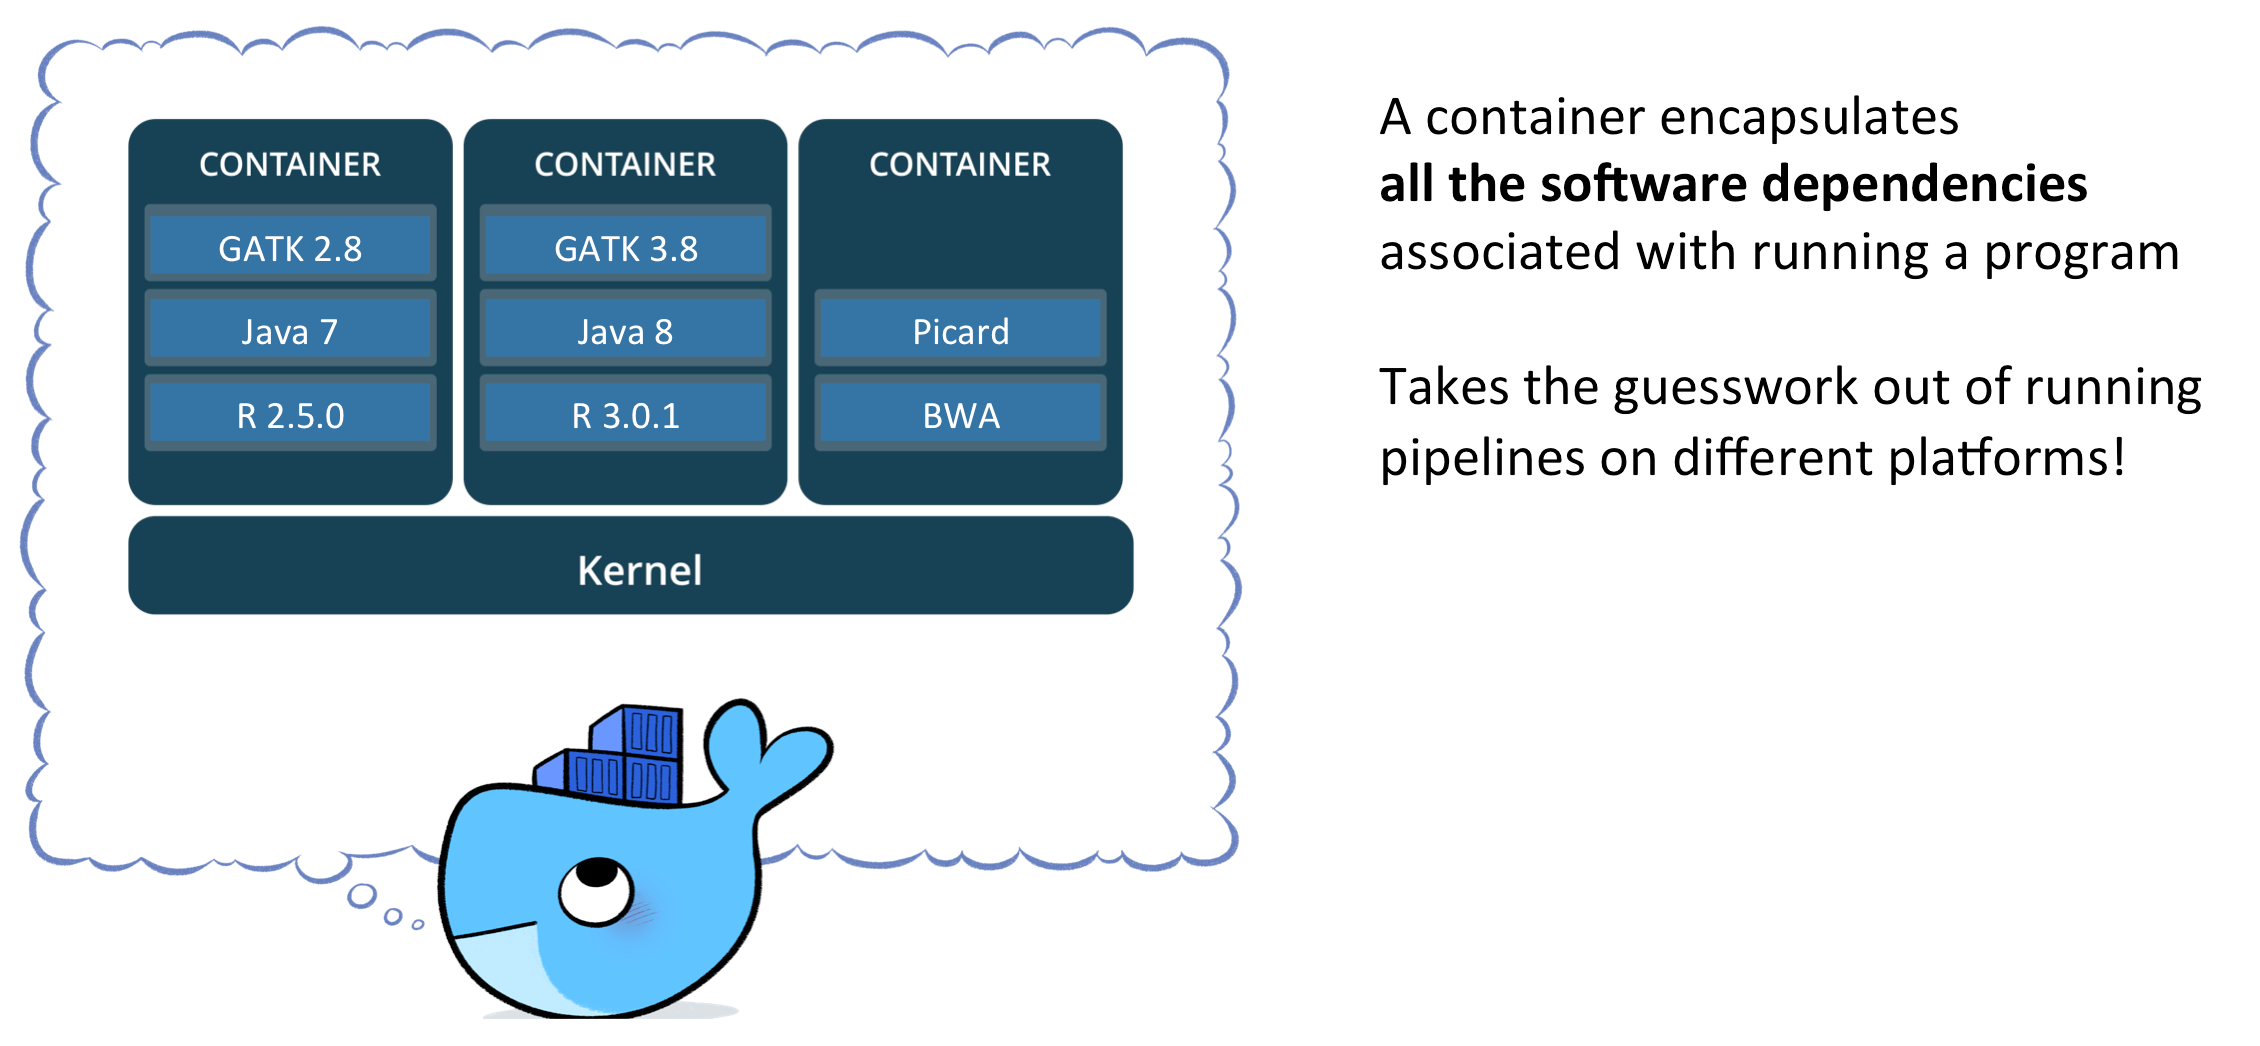 CONTAINER
GATK 2.8
Java 7
R 2.5.0
CONTAINER
GATK 3.8
Java 8
R 3.0.1
CONTAINER
Picard
BWA
Kernel
A container encapsulates
all the software dependencies
associated with running a program
Takes the guesswork out of running
pipelines on different platforms!